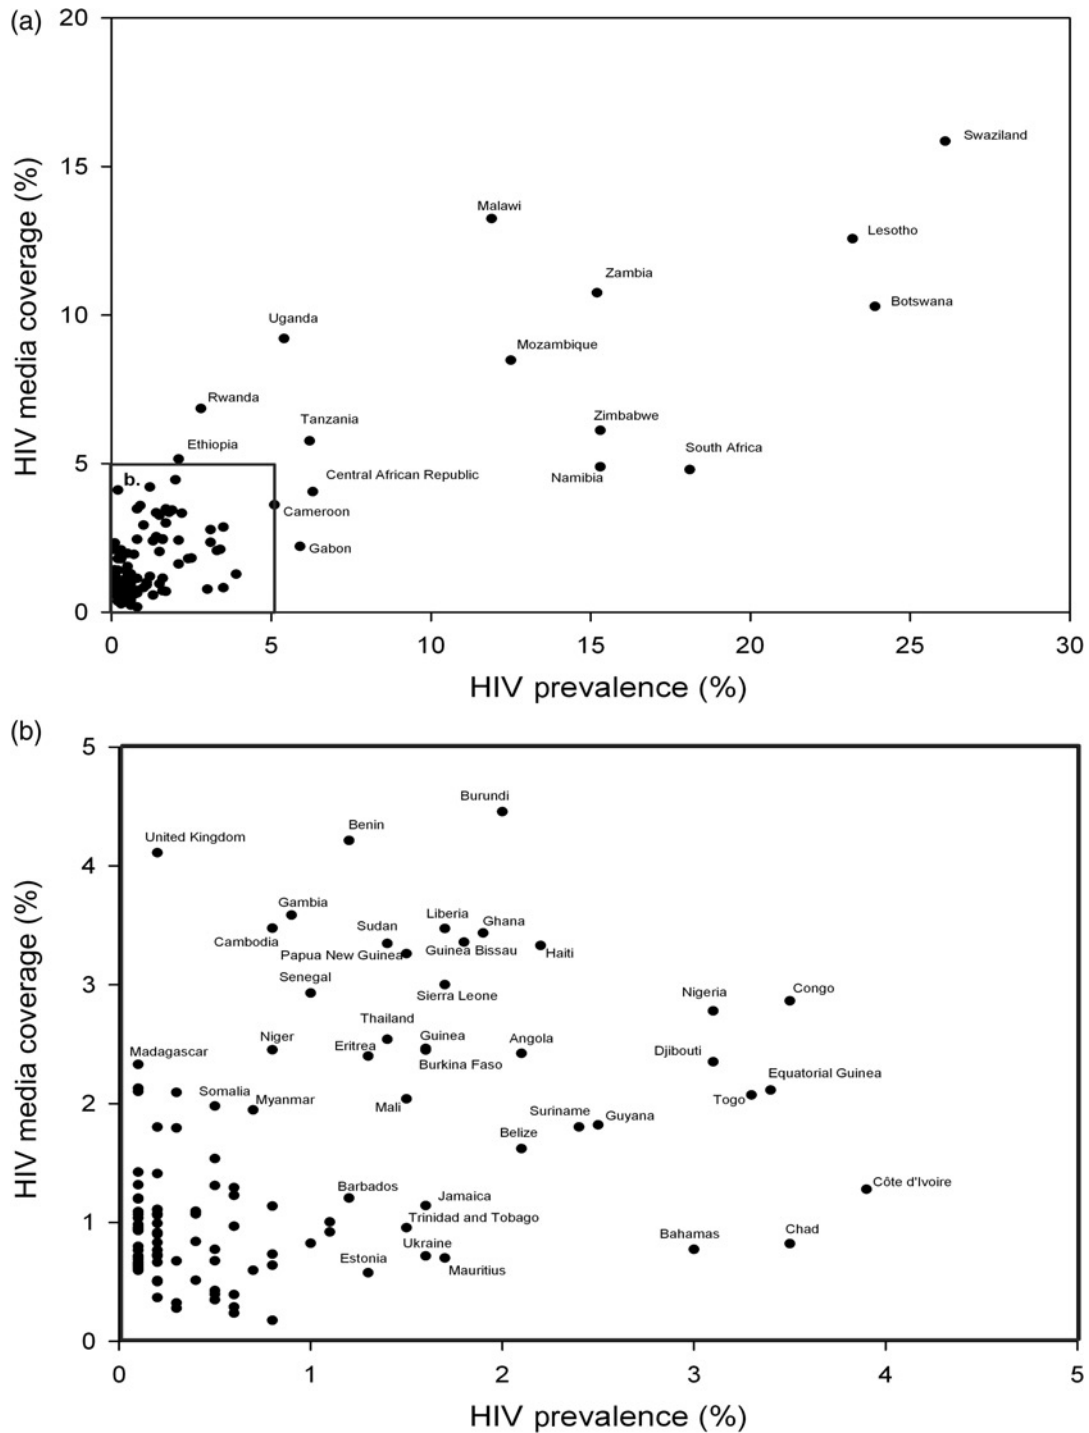 (a)
20
Swaziland
15
Malawi
Lesotho
Zambia
Botswana
10
Uganda
Mozambique
Rwanda
Tanzania
Zimbabwe
Ethiopia
South Africa
5
b.
Central African Republic
Namibia
Cameroon
Gabon
0
HIV media coverage (%)
0 5 10 15 20 25 30
HIV prevalence (%)
(b)
5
Burundi
Benin
United Kingdom
4
Gambia
Liberia
Ghana
Sudan
Cambodia
Papua New Guinea
Guinea Bissau
Haiti
Senegal
3
Sierra Leone
Nigeria
Congo
Thailand
Niger
Guinea
Angola
Eritrea
Madagascar
Burkina Faso
Djibouti
Equatorial Guinea
Somalia
Myanmar
2
Mali
Togo
Suriname
Guyana
Belize
Barbados
Jamaica
Côte d'Ivoire
Trinidad and Tobago
1
Bahamas
Chad
Ukraine
Estonia
Mauritius
0
HIV media coverage (%)
0 1 2 3 4 5
HIV prevalence (%)